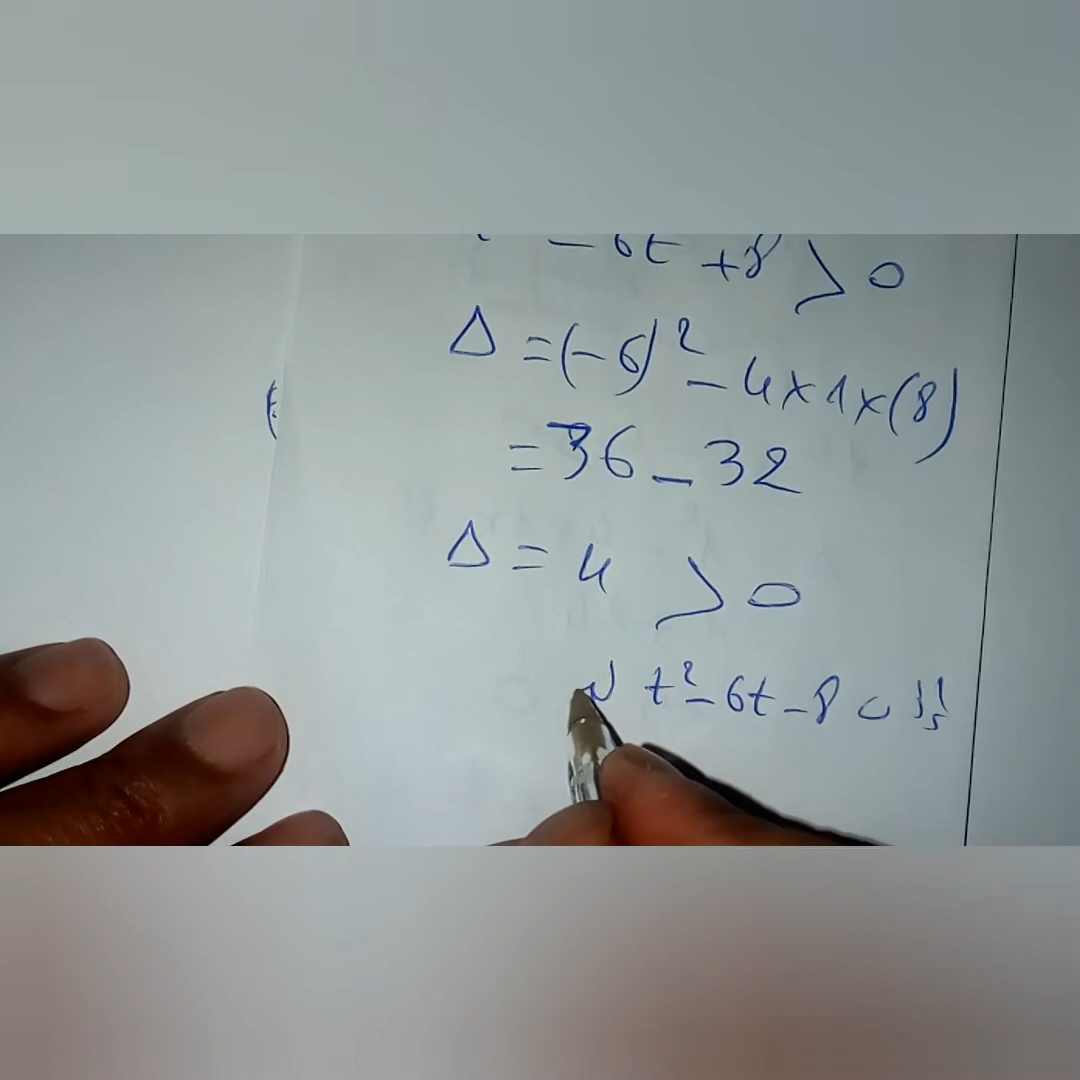 - 6t + 8 > 0
Δ = (-6)² - 4 × 1 × (8)
= 36 - 32
Δ = 4 > 0
t² - 6t - 8